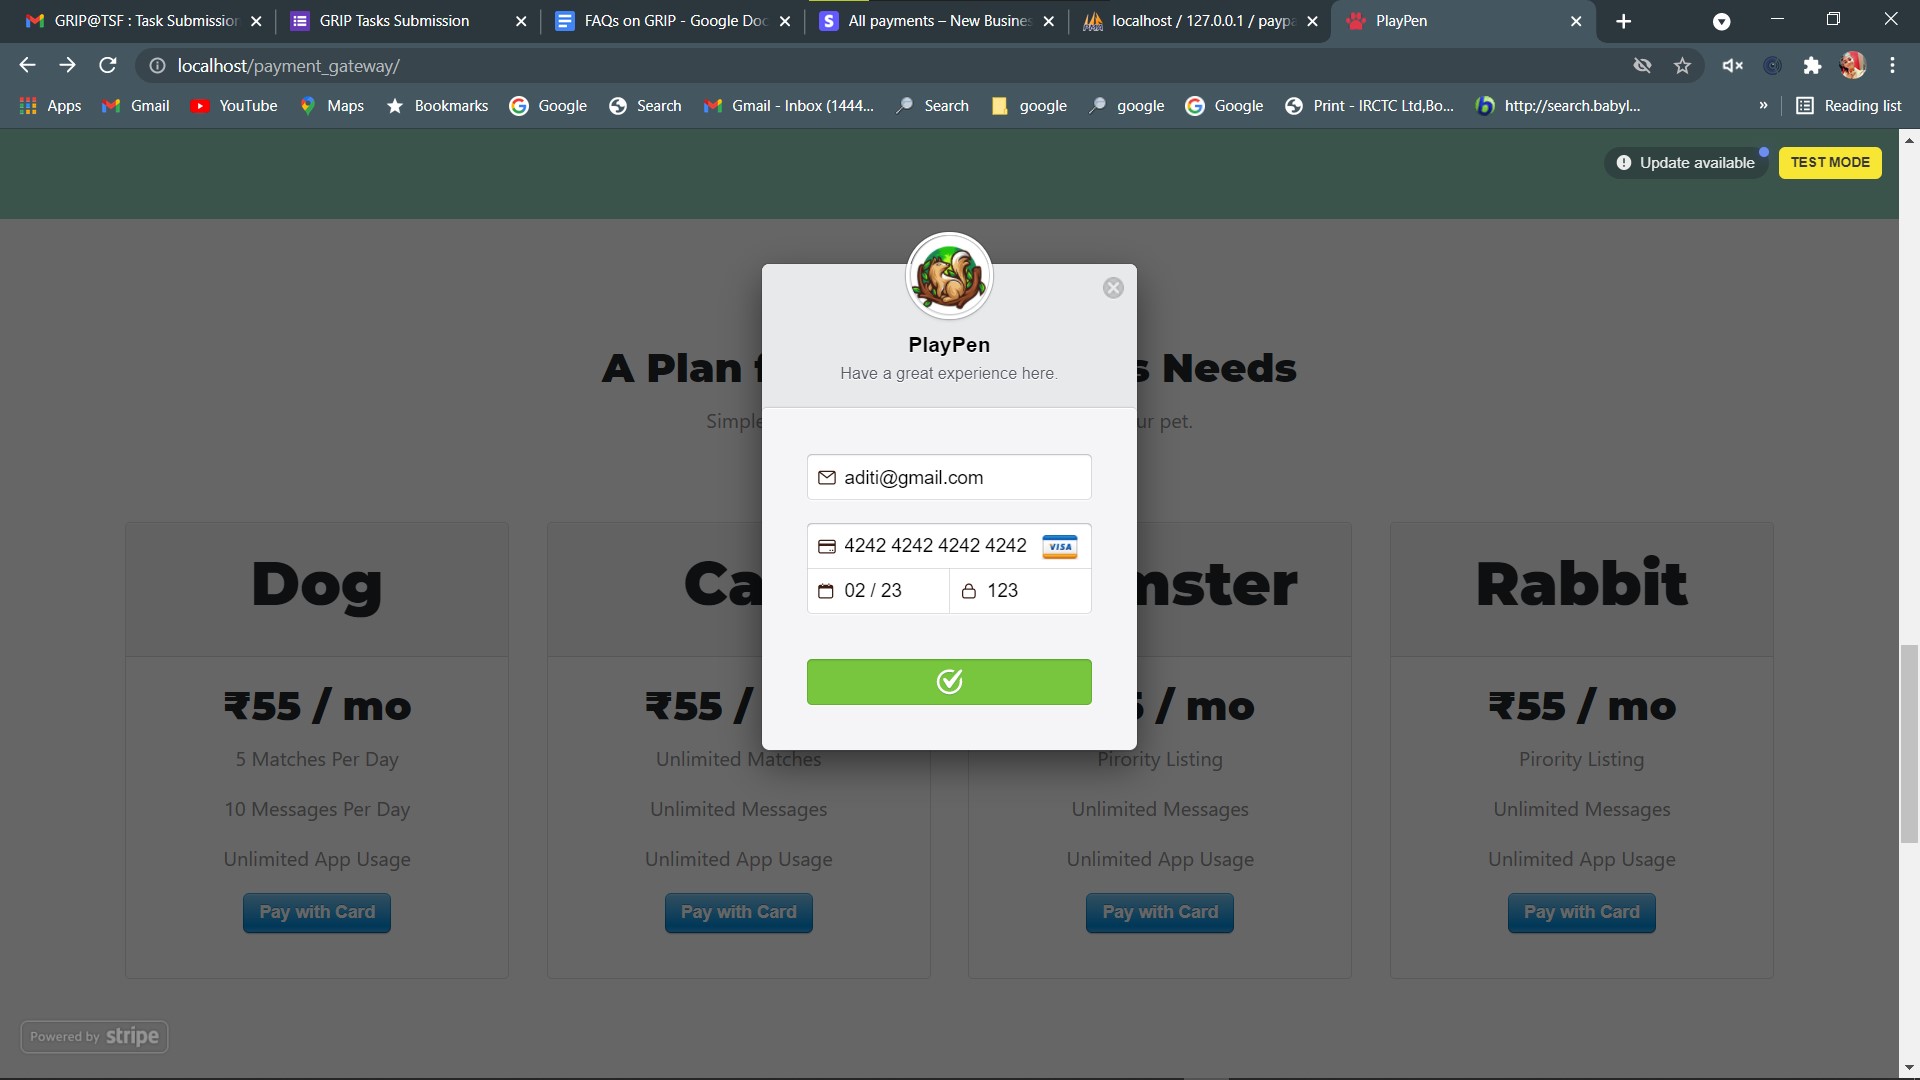 GRIP@TSF : Task Submission
GRIP Tasks Submission
FAQs on GRIP - Google Doc
All payments – New Busines
localhost / 127.0.0.1 / paypa
PlayPen
localhost/payment_gateway/
Apps
Gmail
YouTube
Maps
Bookmarks
Google
Search
Gmail - Inbox (1444...
Search
google
google
Google
Print - IRCTC Ltd,Bo...
http://search.babyl...
»
Reading list
Update available
TEST MODE
PlayPen
Have a great experience here.
A Plan
s Needs
Simple
ur pet.
aditi@gmail.com
4242 4242 4242 4242
VISA
02 / 23
123
Dog
Ca
mster
Rabbit
₹55 / mo
₹55 /
5 / mo
₹55 / mo
5 Matches Per Day
Unlimited Matches
Pirority Listing
Pirority Listing
10 Messages Per Day
Unlimited Messages
Unlimited Messages
Unlimited Messages
Unlimited App Usage
Unlimited App Usage
Unlimited App Usage
Unlimited App Usage
Pay with Card
Pay with Card
Pay with Card
Pay with Card
Powered by stripe